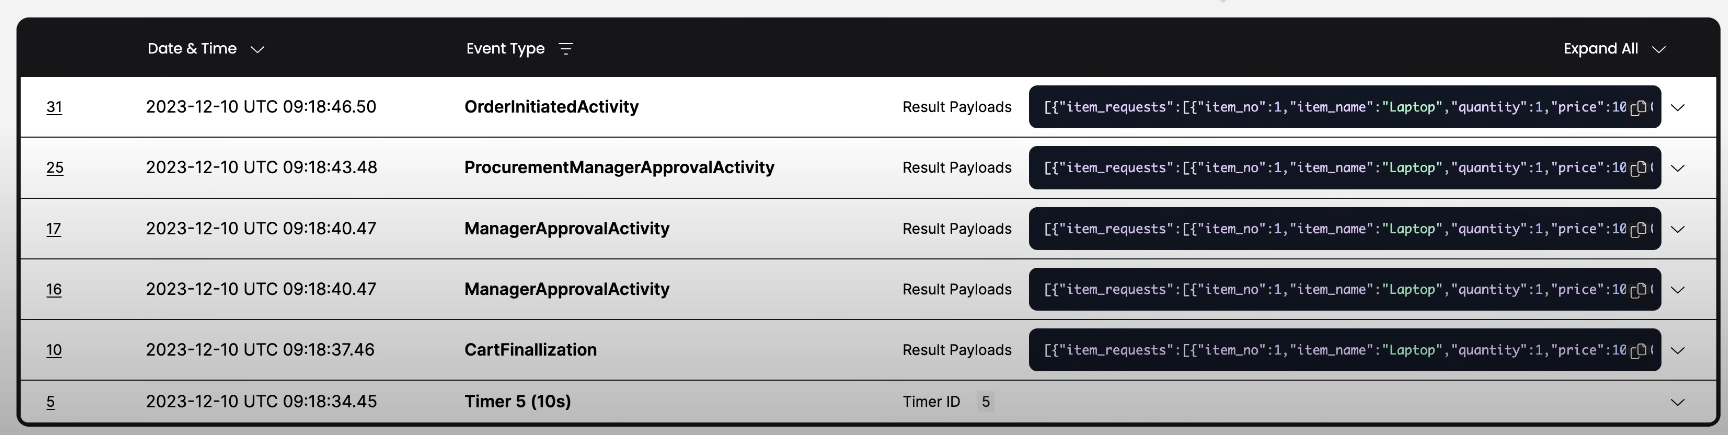 Date & Time Event Type Expand All
31 2023-12-10 UTC 09:18:46.50 OrderInitiatedActivity Result Payloads [{"item_requests":[{"item_no":1,"item_name":"Laptop","quantity":1,"price":10
25 2023-12-10 UTC 09:18:43.48 ProcurementManagerApprovalActivity Result Payloads [{"item_requests":[{"item_no":1,"item_name":"Laptop","quantity":1,"price":10
17 2023-12-10 UTC 09:18:40.47 ManagerApprovalActivity Result Payloads [{"item_requests":[{"item_no":1,"item_name":"Laptop","quantity":1,"price":10
16 2023-12-10 UTC 09:18:40.47 ManagerApprovalActivity Result Payloads [{"item_requests":[{"item_no":1,"item_name":"Laptop","quantity":1,"price":10
10 2023-12-10 UTC 09:18:37.46 CartFinallization Result Payloads [{"item_requests":[{"item_no":1,"item_name":"Laptop","quantity":1,"price":10
5 2023-12-10 UTC 09:18:34.45 Timer 5 (10s) Timer ID 5